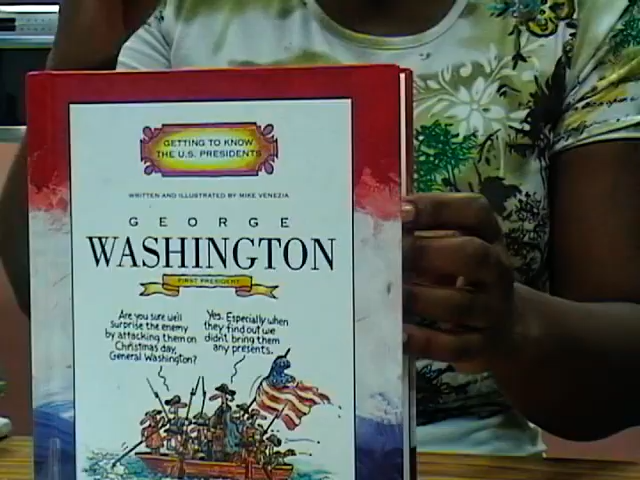 GETTING TO KNOW
THE U.S. PRESIDENTS
WRITTEN AND ILLUSTRATED BY MIKE VENEZIA
GEORGE
WASHINGTON
FIRST PRESIDENT
Are you sure we'll
surprise the enemy
by attacking them on
Christmas day,
General Washington?
Yes. Especially when
they find out we
didn't bring them
any presents.